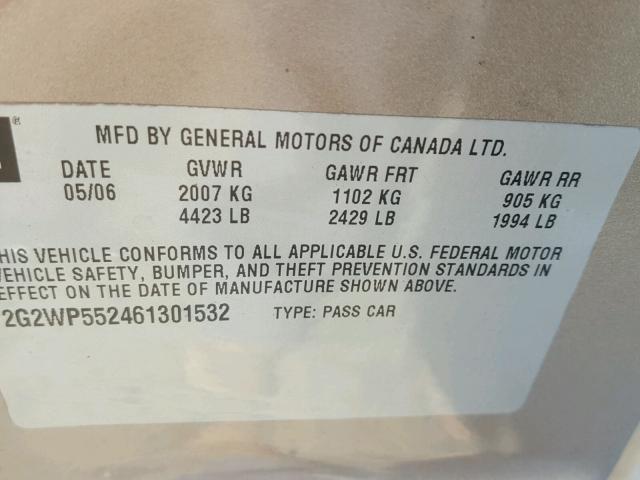 MFD BY GENERAL MOTORS OF CANADA LTD.
DATE GVWR GAWR FRT GAWR RR
05/06 2007 KG 1102 KG 905 KG
4423 LB 2429 LB 1994 LB
THIS VEHICLE CONFORMS TO ALL APPLICABLE U.S. FEDERAL MOTOR
VEHICLE SAFETY, BUMPER, AND THEFT PREVENTION STANDARDS IN
EFFECT ON THE DATE OF MANUFACTURE SHOWN ABOVE.
2G2WP552461301532 TYPE: PASS CAR